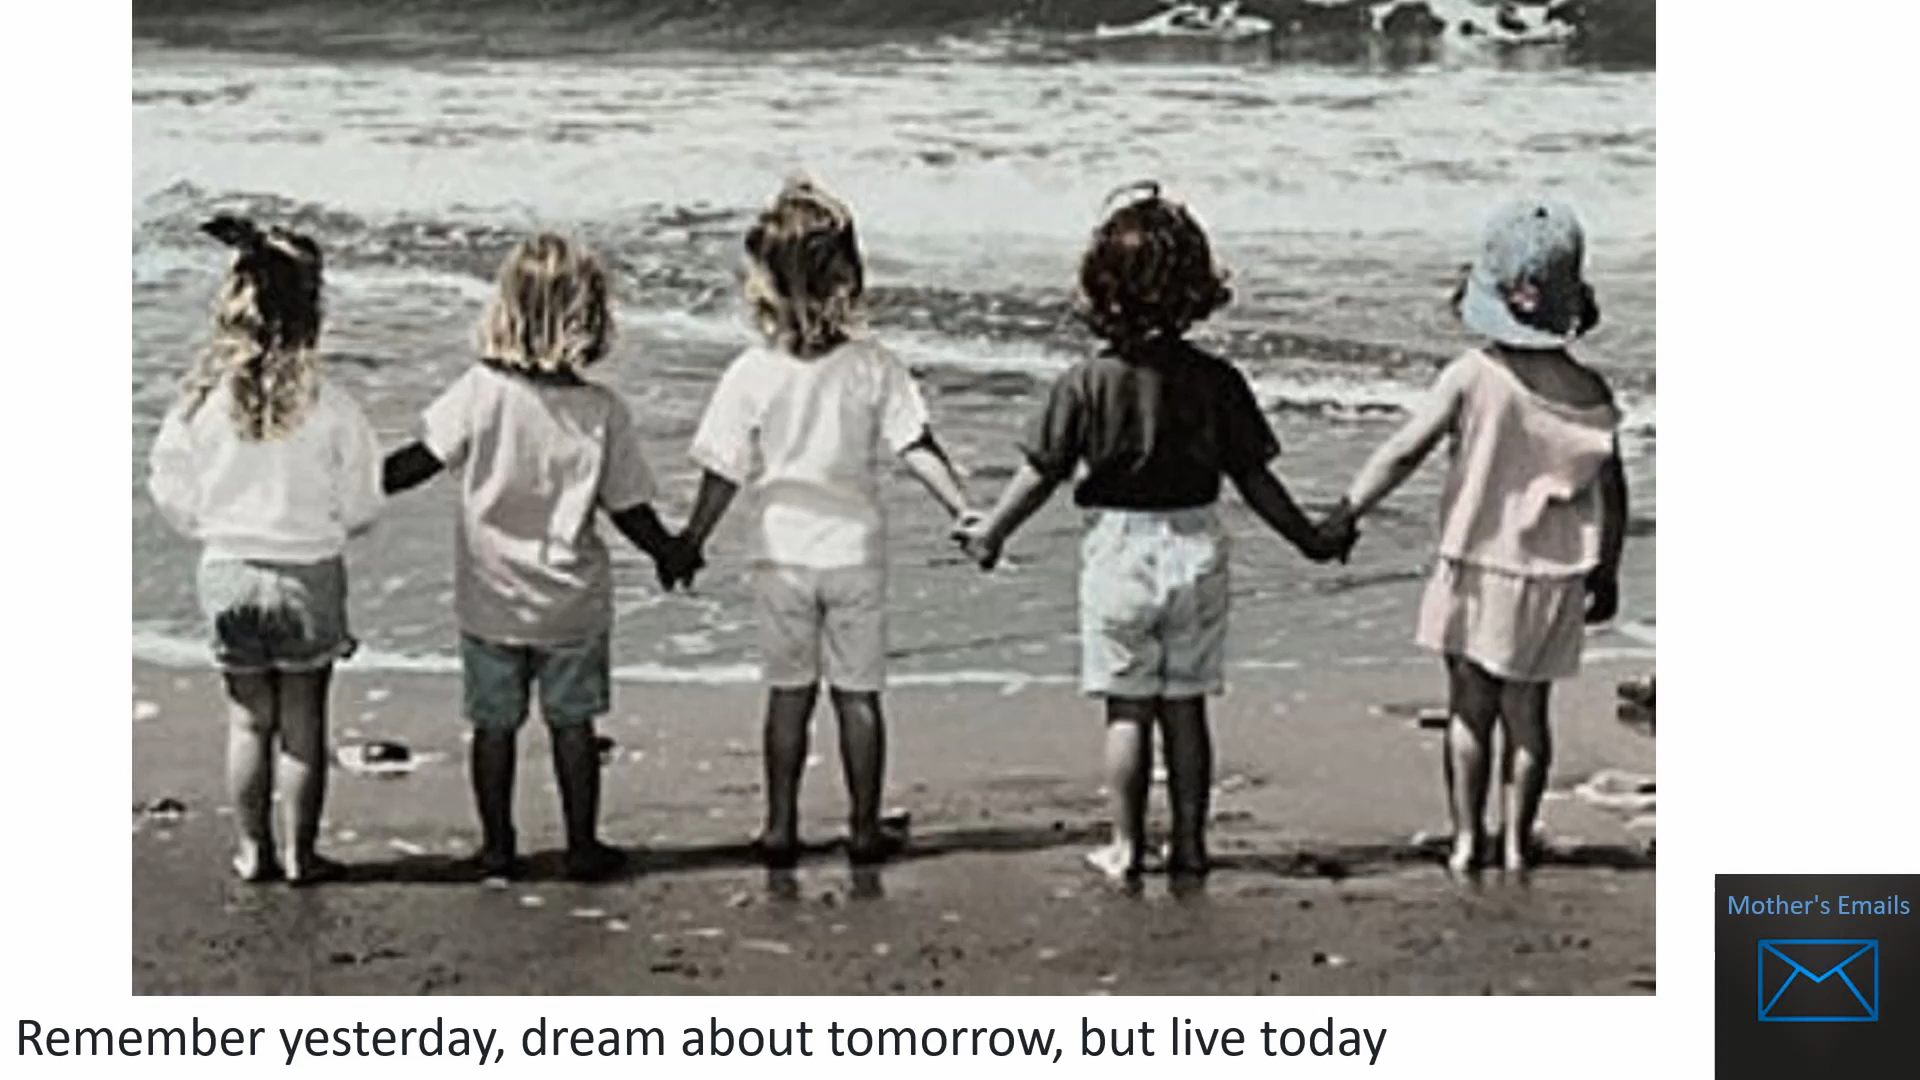 Mother's Emails
Remember yesterday, dream about tomorrow, but live today